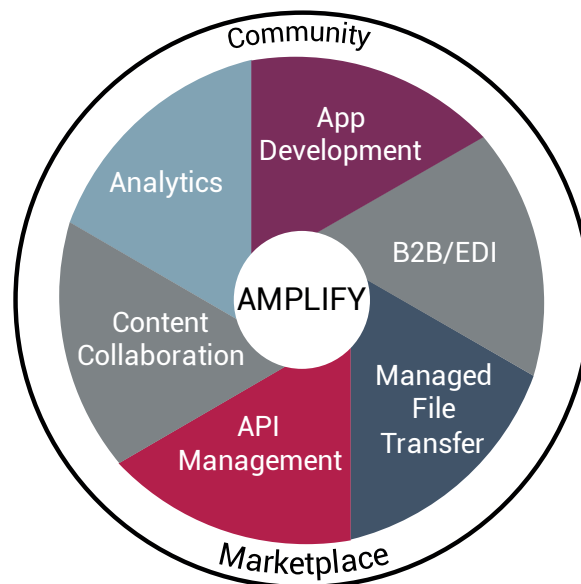 Community
App
Development
Analytics
B2B/EDI
AMPLIFY
Content
Collaboration
Managed
File
Transfer
API
Management
Marketplace